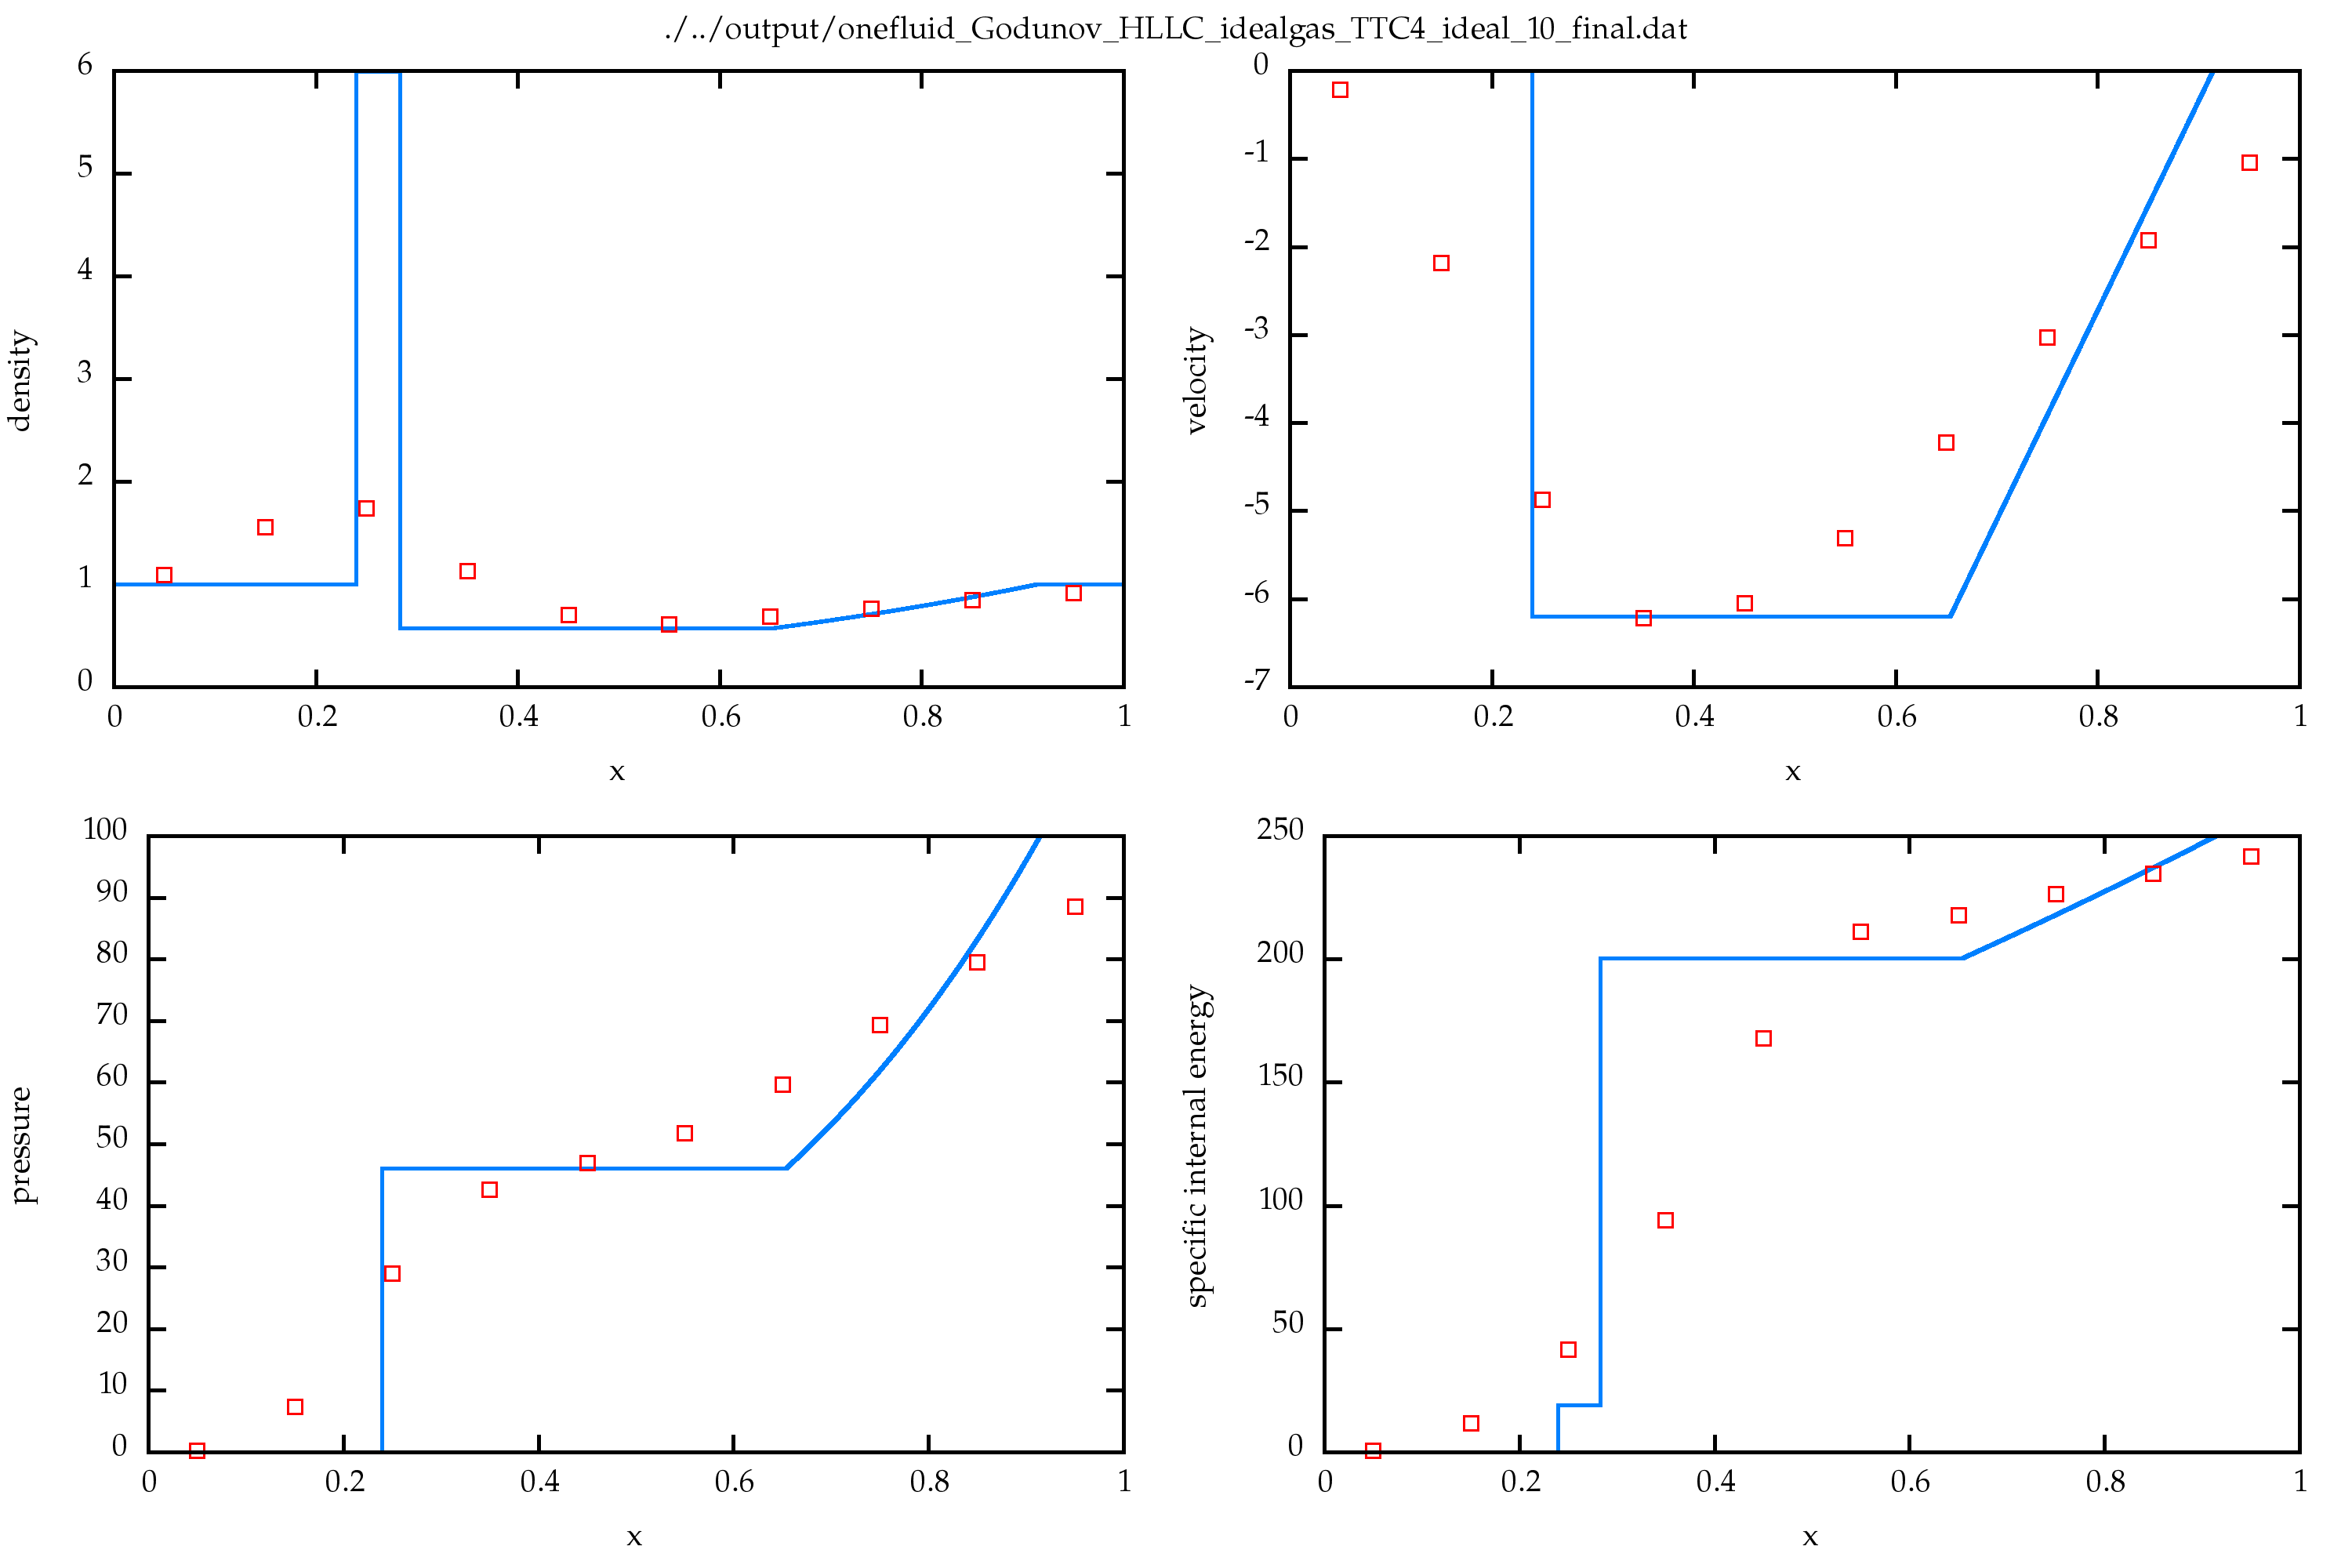 ./../output/onefluid_Godunov_HLLC_idealgas_TTC4_ideal_10_final.dat
6
5
4
3
2
1
0
density
0 0.2 0.4 0.6 0.8 1
x
0
-1
-2
-3
-4
-5
-6
-7
velocity
0 0.2 0.4 0.6 0.8 1
x
100
90
80
70
60
50
40
30
20
10
0
pressure
0 0.2 0.4 0.6 0.8 1
x
250
200
150
100
50
0
specific internal energy
0 0.2 0.4 0.6 0.8 1
x